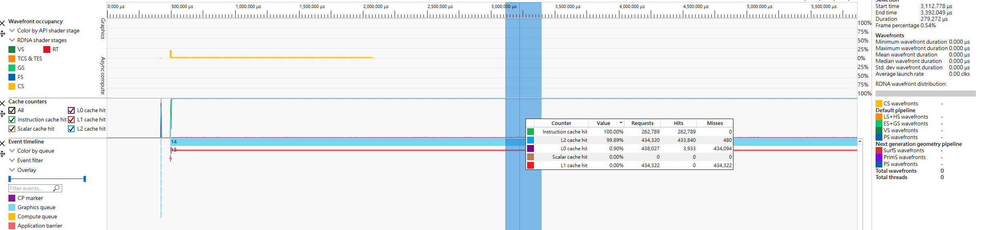 0.000 µs 500.000 µs 1,000.000 µs 1,500.000 µs 2,000.000 µs 2,500.000 µs 3,000.000 µs 3,500.000 µs 4,000.000 µs 4,500.000 µs 5,000.000 µs 5,500.000 µs
Wavefront occupancy
Color by API shader stage
RDNA shader stages
VS RT
TCS & TES
GS
FS
CS
Graphics
Async compute
100%
75%
50%
25%
0%
25%
50%
75%
100%
Cache counters
All L0 cache hit
Instruction cache hit L1 cache hit
Scalar cache hit L2 cache hit
Counter Value Requests Hits Misses
Instruction cache hit 100.00% 262,789 262,789 0
L2 cache hit 99.89% 434,320 433,840 480
L0 cache hit 0.90% 438,027 3,933 434,094
Scalar cache hit 0.00% 0 0 0
L1 cache hit 0.00% 434,322 0 434,322
Event timeline
14
15
Color by queue
Event filter
Overlay
Filter events...
CP marker
Graphics queue
Compute queue
Application barrier
Selection
Start time 3,112.778 µs
End time 3,392.049 µs
Duration 279.272 µs
Frame percentage 0.54%
Wavefronts
Minimum wavefront duration 0.000 µs
Maximum wavefront duration 0.000 µs
Mean wavefront duration 0.000 µs
Median wavefront duration 0.000 µs
Std. dev wavefront duration 0.000 µs
Average launch rate 0.00 clks
RDNA wavefront distribution:
CS wavefronts -
Default pipeline
LS+HS wavefronts -
ES+GS wavefronts -
VS wavefronts -
PS wavefronts -
Next generation geometry pipeline
SurfS wavefronts -
PrimS wavefronts -
PS wavefronts -
Total wavefronts 0
Total threads 0